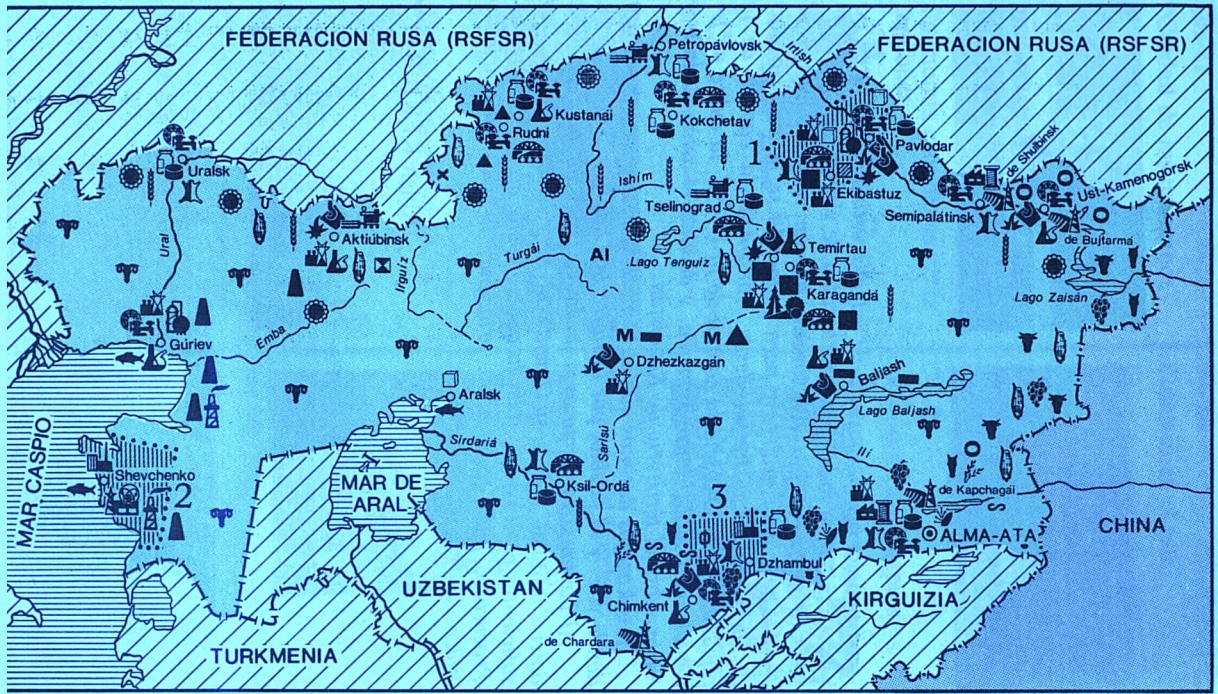 FEDERACION RUSA (RSFSR)
Petropávlovsk
Irtish
FEDERACION RUSA (RSFSR)
Kustanai
Kokchetav
Rudni
1
Pavlodar
de Shulbinsk
Uralsk
Ishím
Ekibastuz
Ust-Kamenogórsk
Tselinograd
Semipalátinsk
Aktiúbinsk
Ural
Irguiz
Turgái
Al
Lago Tenguiz
Temirtau
de Bujtarmá
Karagandá
Lago Zaisán
Gúriev
Emba
M
M
Dzhezkazgán
Baljash
Aralsk
Lago Baljash
Sirdariá
Sarisú
Ili
MAR CASPIO
Shevchenko
2
MAR DE
ARAL
Ksil-Ordá
3
de Kapchagái
ALMA-ATA
CHINA
Dzhambul
UZBEKISTAN
Chimkent
KIRGUIZIA
de Chardara
TURKMENIA